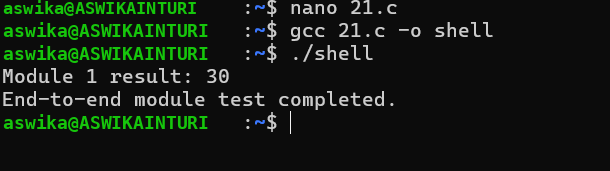 aswika@ASWIKAINTURI   :~$ nano 21.c
aswika@ASWIKAINTURI   :~$ gcc 21.c -o shell
aswika@ASWIKAINTURI   :~$ ./shell
Module 1 result: 30
End-to-end module test completed.
aswika@ASWIKAINTURI   :~$